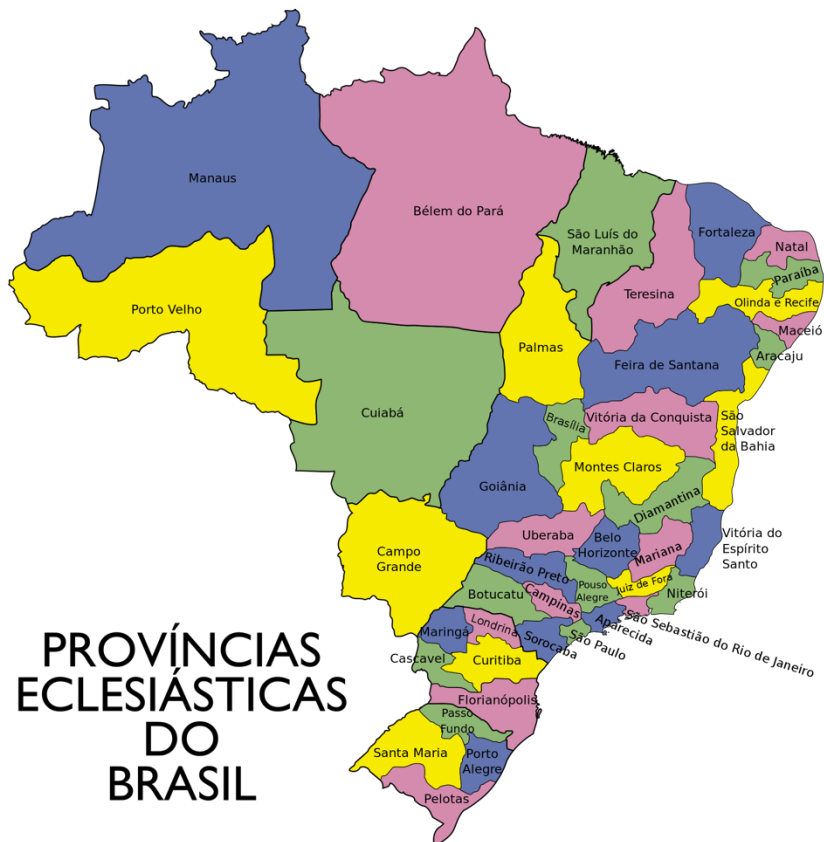 Manaus
Bélem do Pará
São Luís do
Maranhão
Fortaleza
Natal
Paraíba
Teresina
Olinda e Recife
Porto Velho
Maceió
Palmas
Aracaju
Feira de Santana
Cuiabá
Brasília
Vitória da Conquista
São
Salvador
da Bahia
Montes Claros
Goiânia
Diamantina
Uberaba
Belo
Horizonte
Mariana
Vitória do
Espírito
Santo
Campo
Grande
Ribeirão Preto
Pouso
Alegre
Juiz de Fora
Niterói
Botucatu
Campinas
São Sebastião do Rio de Janeiro
Aparecida
São Paulo
Sorocaba
Londrina
Maringa
Cascavel
Curitiba
Florianópolis
Passo
Fundo
Santa Maria
Porto
Alegre
Pelotas
PROVÍNCIAS
ECLESIÁSTICAS
DO
BRASIL